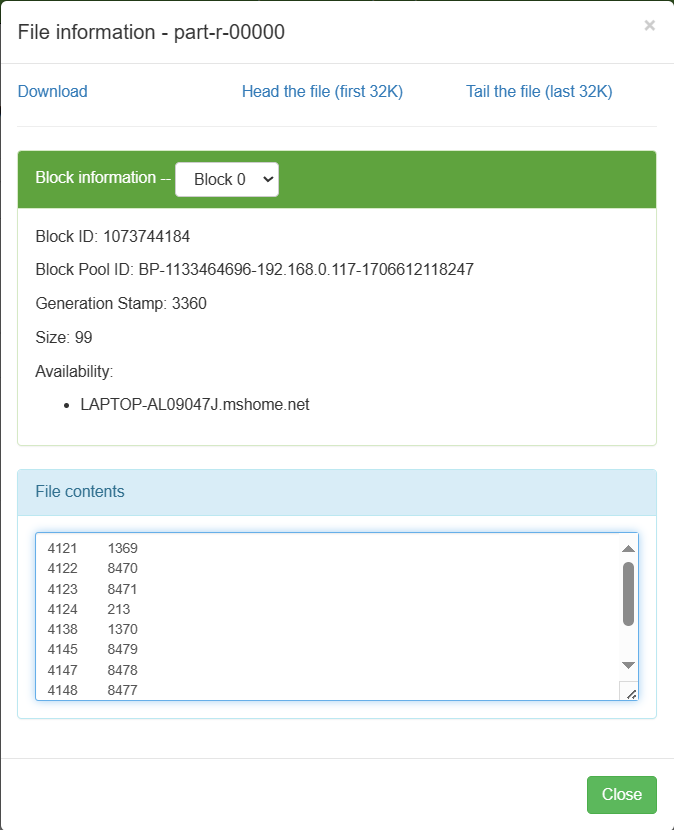 File information - part-r-00000 ×
Download Head the file (first 32K) Tail the file (last 32K)
Block information -- Block 0
Block ID: 1073744184
Block Pool ID: BP-1133464696-192.168.0.117-1706612118247
Generation Stamp: 3360
Size: 99
Availability:
• LAPTOP-AL09047J.mshome.net
File contents
4121 1369
4122 8470
4123 8471
4124 213
4138 1370
4145 8479
4147 8478
4148 8477
Close